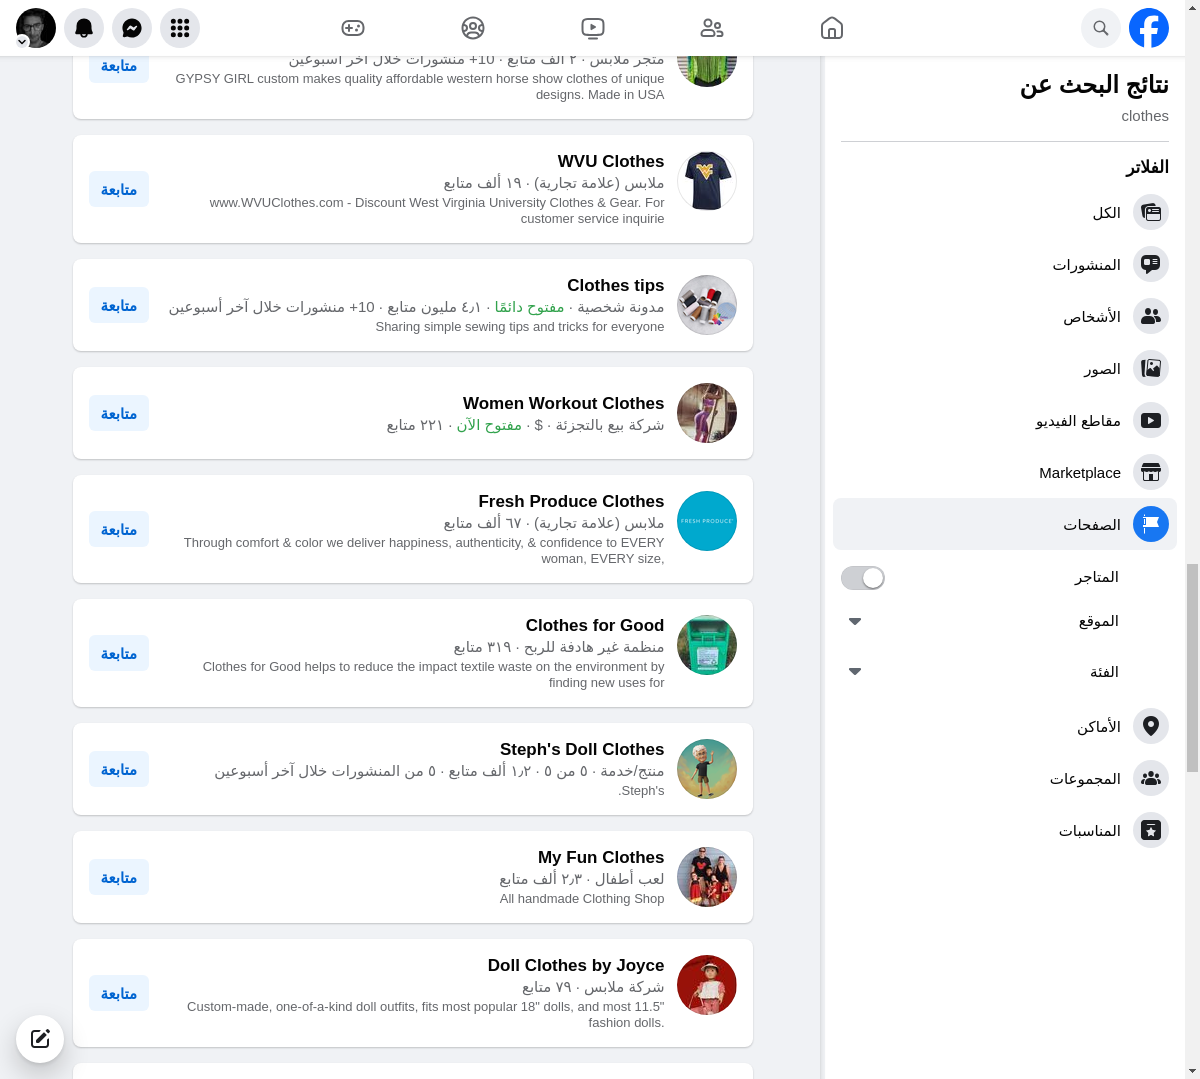 نتائج البحث عن
clothes
الفلاتر
الكل
المنشورات
الأشخاص
الصور
مقاطع الفيديو
Marketplace
الصفحات
المتاجر
الموقع
الفئة
الأماكن
المجموعات
المناسبات
متجر ملابس · ٢ ألف متابع · 10+ منشورات خلال آخر أسبوعين
GYPSY GIRL custom makes quality affordable western horse show clothes of unique
designs. Made in USA
متابعة
WVU Clothes
ملابس (علامة تجارية) · ١٩ ألف متابع
www.WVUClothes.com - Discount West Virginia University Clothes & Gear. For
customer service inquirie
متابعة
Clothes tips
مدونة شخصية · مفتوح دائمًا · ٤٫١ مليون متابع · 10+ منشورات خلال آخر أسبوعين
Sharing simple sewing tips and tricks for everyone
متابعة
Women Workout Clothes
شركة بيع بالتجزئة · $ · مفتوح الآن · ٢٢١ متابع
متابعة
FRESH PRODUCE
Fresh Produce Clothes
ملابس (علامة تجارية) · ٦٧ ألف متابع
Through comfort & color we deliver happiness, authenticity, & confidence to EVERY
woman, EVERY size,
متابعة
Clothes for Good
منظمة غير هادفة للربح · ٣١٩ متابع
Clothes for Good helps to reduce the impact textile waste on the environment by
finding new uses for
متابعة
Steph's Doll Clothes
منتج/خدمة · ٥ من ٥ · ١٫٢ ألف متابع · ٥ من المنشورات خلال آخر أسبوعين
Steph's.
متابعة
My Fun Clothes
لعب أطفال · ٢٫٣ ألف متابع
All handmade Clothing Shop
متابعة
Doll Clothes by Joyce
شركة ملابس · ٧٩ متابع
Custom-made, one-of-a-kind doll outfits, fits most popular 18" dolls, and most 11.5"
fashion dolls.
متابعة